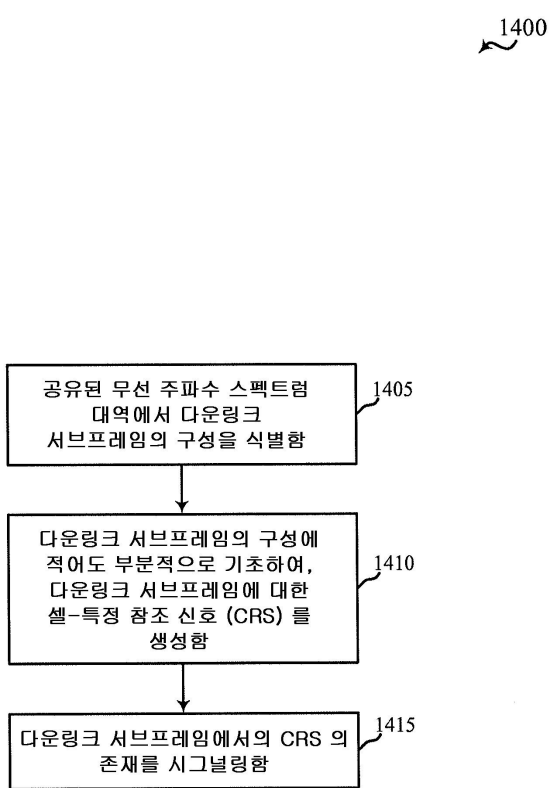 1400
공유된 무선 주파수 스펙트럼
대역에서 다운링크
서브프레임의 구성을 식별함
1405
다운링크 서브프레임의 구성에
적어도 부분적으로 기초하여,
다운링크 서브프레임에 대한
셀-특정 참조 신호 (CRS) 를
생성함
1410
다운링크 서브프레임에서의 CRS 의
존재를 시그널링함
1415